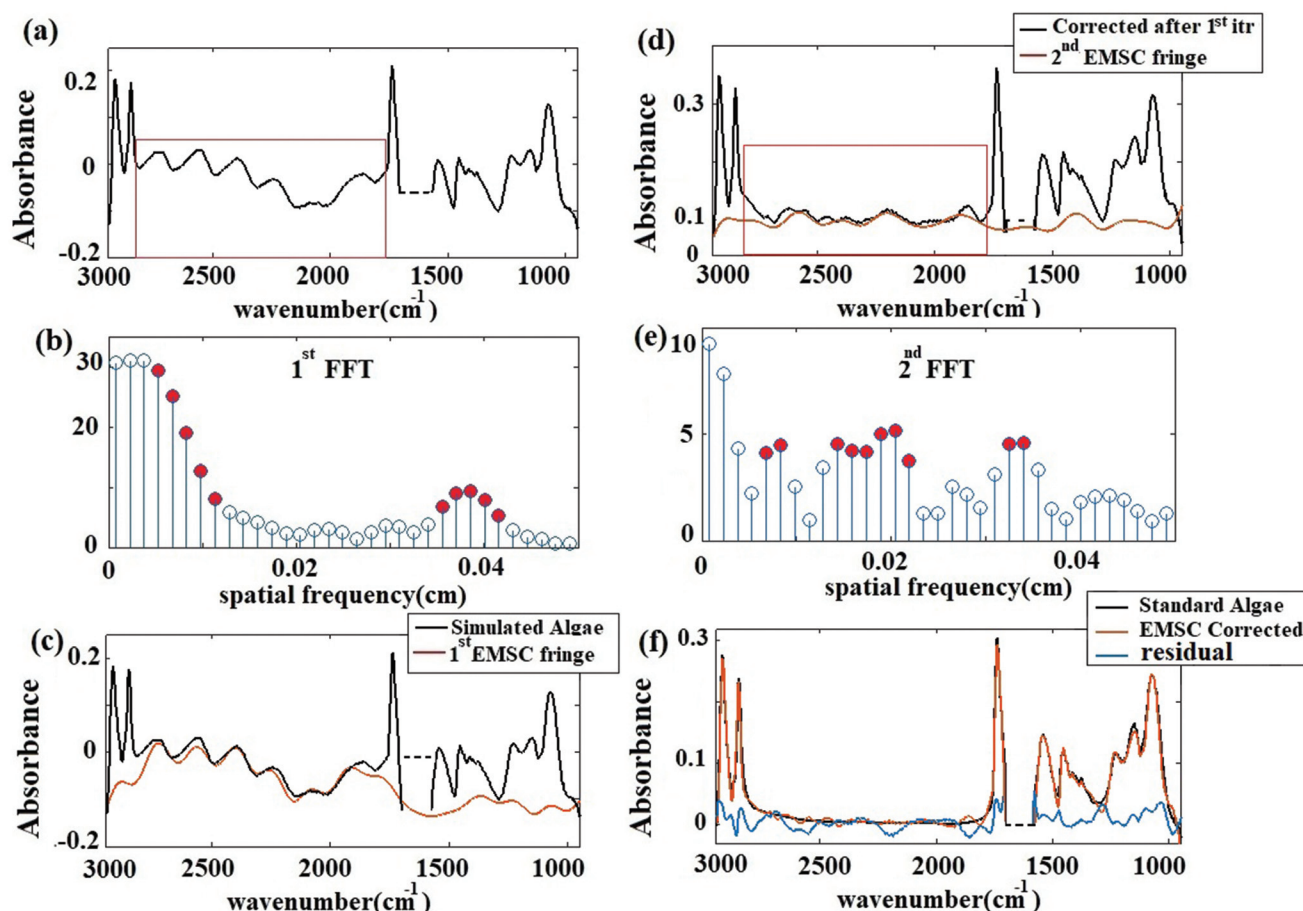 (a)
Absorbance
0.2
0
-0.2
3000 2500 2000 1500 1000
wavenumber(cm-1)
(d)
Corrected after 1st itr
2nd EMSC fringe
Absorbance
0.3
0.1
0
3000 2500 2000 1500 1000
wavenumber(cm-1)
(b)
1st FFT
30
20
10
0
0 0.02 0.04
spatial frequency(cm)
(e)
2nd FFT
10
5
0
0 0.02 0.04
spatial frequency(cm)
(c)
Simulated Algae
1st EMSC fringe
Absorbance
0.2
0
-0.2
3000 2500 2000 1500 1000
wavenumber(cm-1)
(f)
Standard Algae
EMSC Corrected
residual
Absorbance
0.3
0.1
0
3000 2500 2000 1500 1000
wavenumber(cm-1)